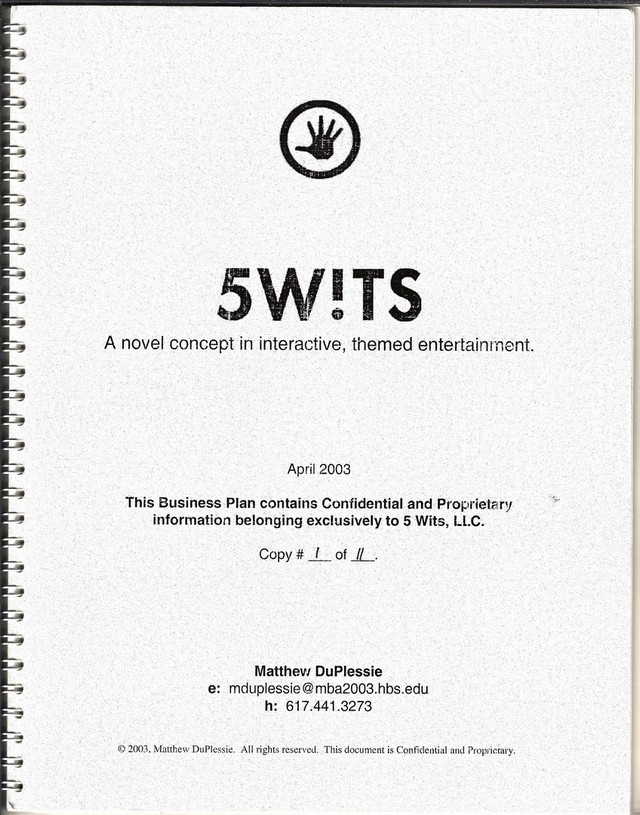 5W!TS
A novel concept in interactive, themed entertainment.
April 2003
This Business Plan contains Confidential and Proprietary
information belonging exclusively to 5 Wits, LLC.
Copy # 1 of 11.
Matthew DuPlessie
e: mduplessie@mba2003.hbs.edu
h: 617.441.3273
© 2003, Matthew DuPlessie. All rights reserved. This document is Confidential and Proprietary.